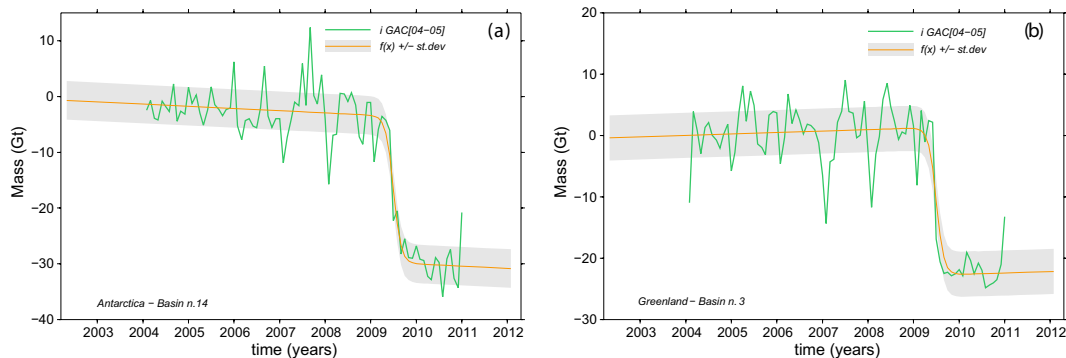 (a)
i GAC[04−05]
f(x) +/− st.dev
10
0
−10
−20
−30
−40
Mass (Gt)
Antarctica − Basin n.14
2003 2004 2005 2006 2007 2008 2009 2010 2011 2012
time (years)
(b)
i GAC[04−05]
f(x) +/− st.dev
20
10
0
−10
−20
−30
Mass (Gt)
Greenland − Basin n. 3
2003 2004 2005 2006 2007 2008 2009 2010 2011 2012
time (years)